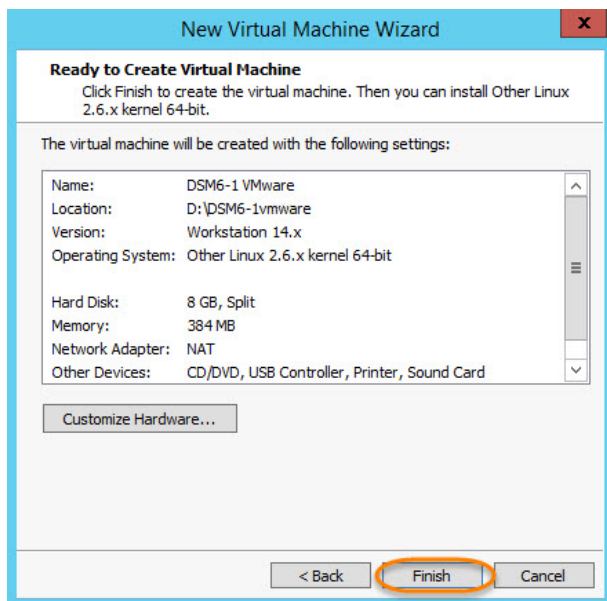 New Virtual Machine Wizard
x
Ready to Create Virtual Machine
Click Finish to create the virtual machine. Then you can install Other Linux
2.6.x kernel 64-bit.
The virtual machine will be created with the following settings:
Name: DSM6-1 VMware
Location: D:\DSM6-1vmware
Version: Workstation 14.x
Operating System: Other Linux 2.6.x kernel 64-bit
Hard Disk: 8 GB, Split
Memory: 384 MB
Network Adapter: NAT
Other Devices: CD/DVD, USB Controller, Printer, Sound Card
Customize Hardware...
< Back Finish Cancel